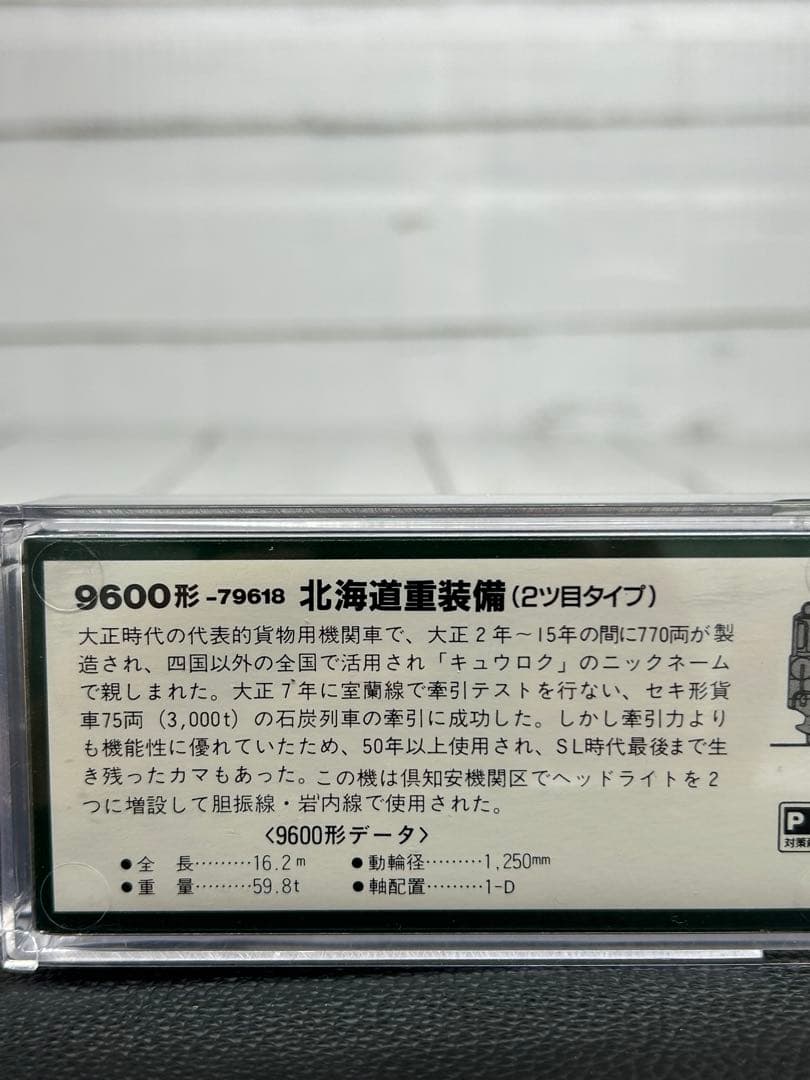 9600形-79618 北海道重装備(2ツ目タイプ)
大正時代の代表的貨物用機関車で、大正2年〜15年の間に770両が製
造され、四国以外の全国で活用され「キュウロク」のニックネーム
で親しまれた。大正7年に室蘭線で牽引テストを行ない、セキ形貨
車75両(3,000t)の石炭列車の牽引に成功した。しかし牽引力より
も機能性に優れていたため、50年以上使用され、SL時代最後まで生
き残ったカマもあった。この機は倶知安機関区でヘッドライトを2
つに増設して胆振線・岩内線で使用された。
〈9600形データ〉
●全 長………16.2m ●動輪径………1,250mm
●重 量………59.8t ●軸配置………1-D
P
対策